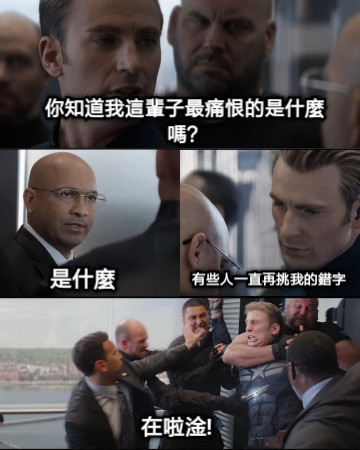 你知道我這輩子最痛恨的是什麼
嗎?
是什麼
有些人一直再挑我的錯字
在啦淦!